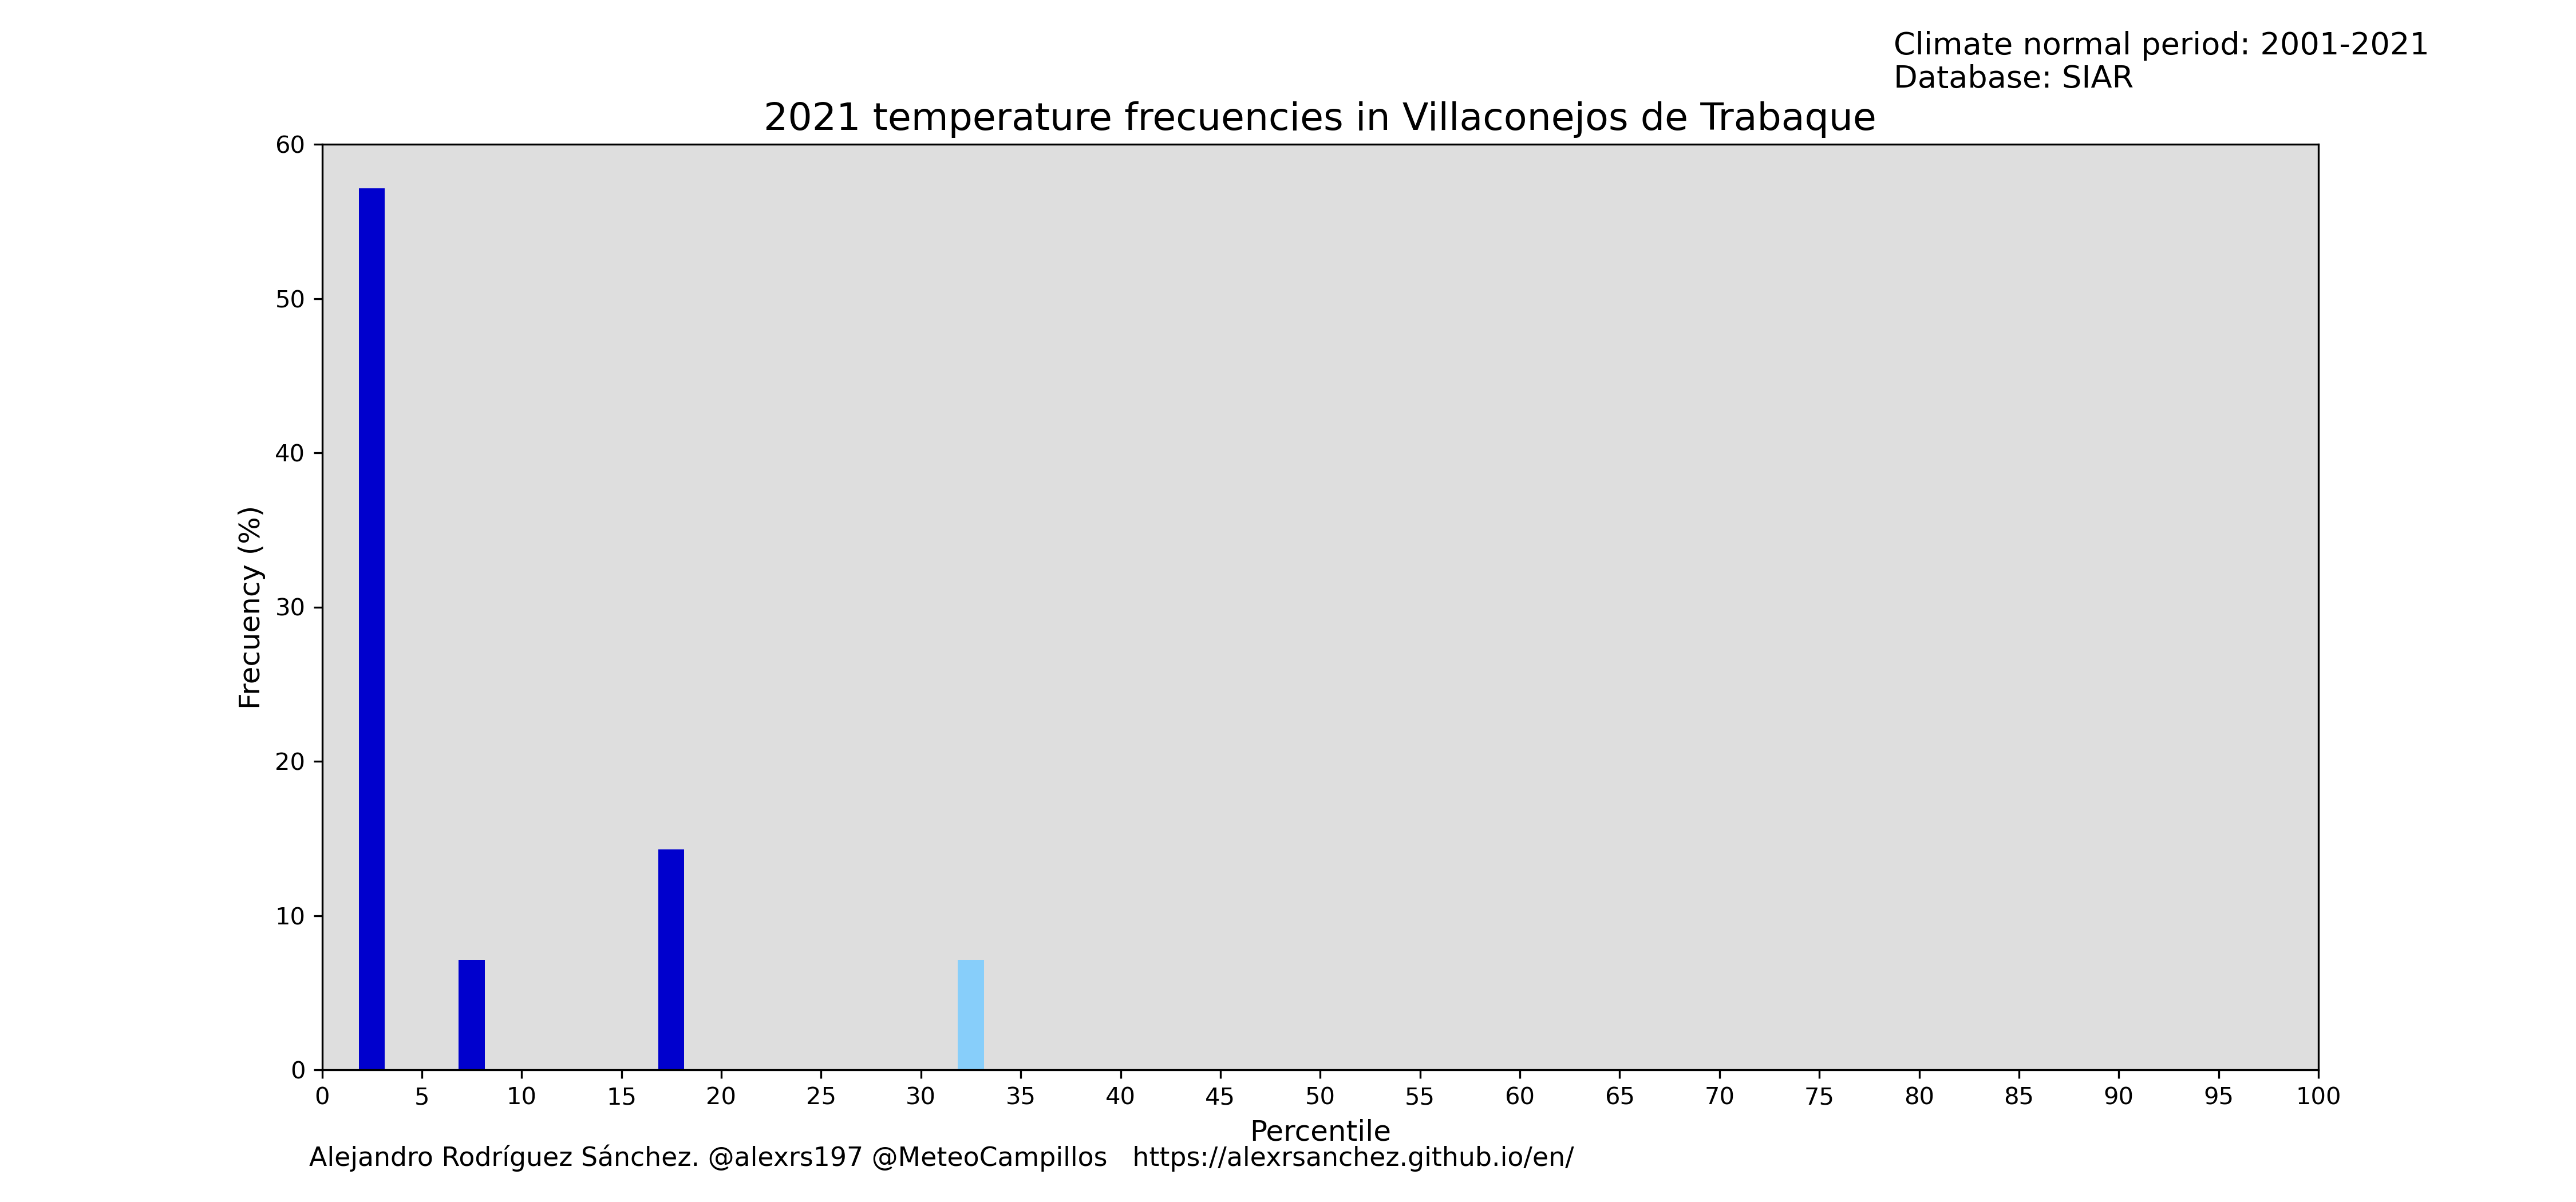 Climate normal period: 2001-2021
Database: SIAR
2021 temperature frecuencies in Villaconejos de Trabaque
60
50
40
30
20
10
0
Frecuency (%)
0 5 10 15 20 25 30 35 40 45 50 55 60 65 70 75 80 85 90 95 100
Percentile
Alejandro Rodríguez Sánchez. @alexrs197 @MeteoCampillos https://alexrsanchez.github.io/en/